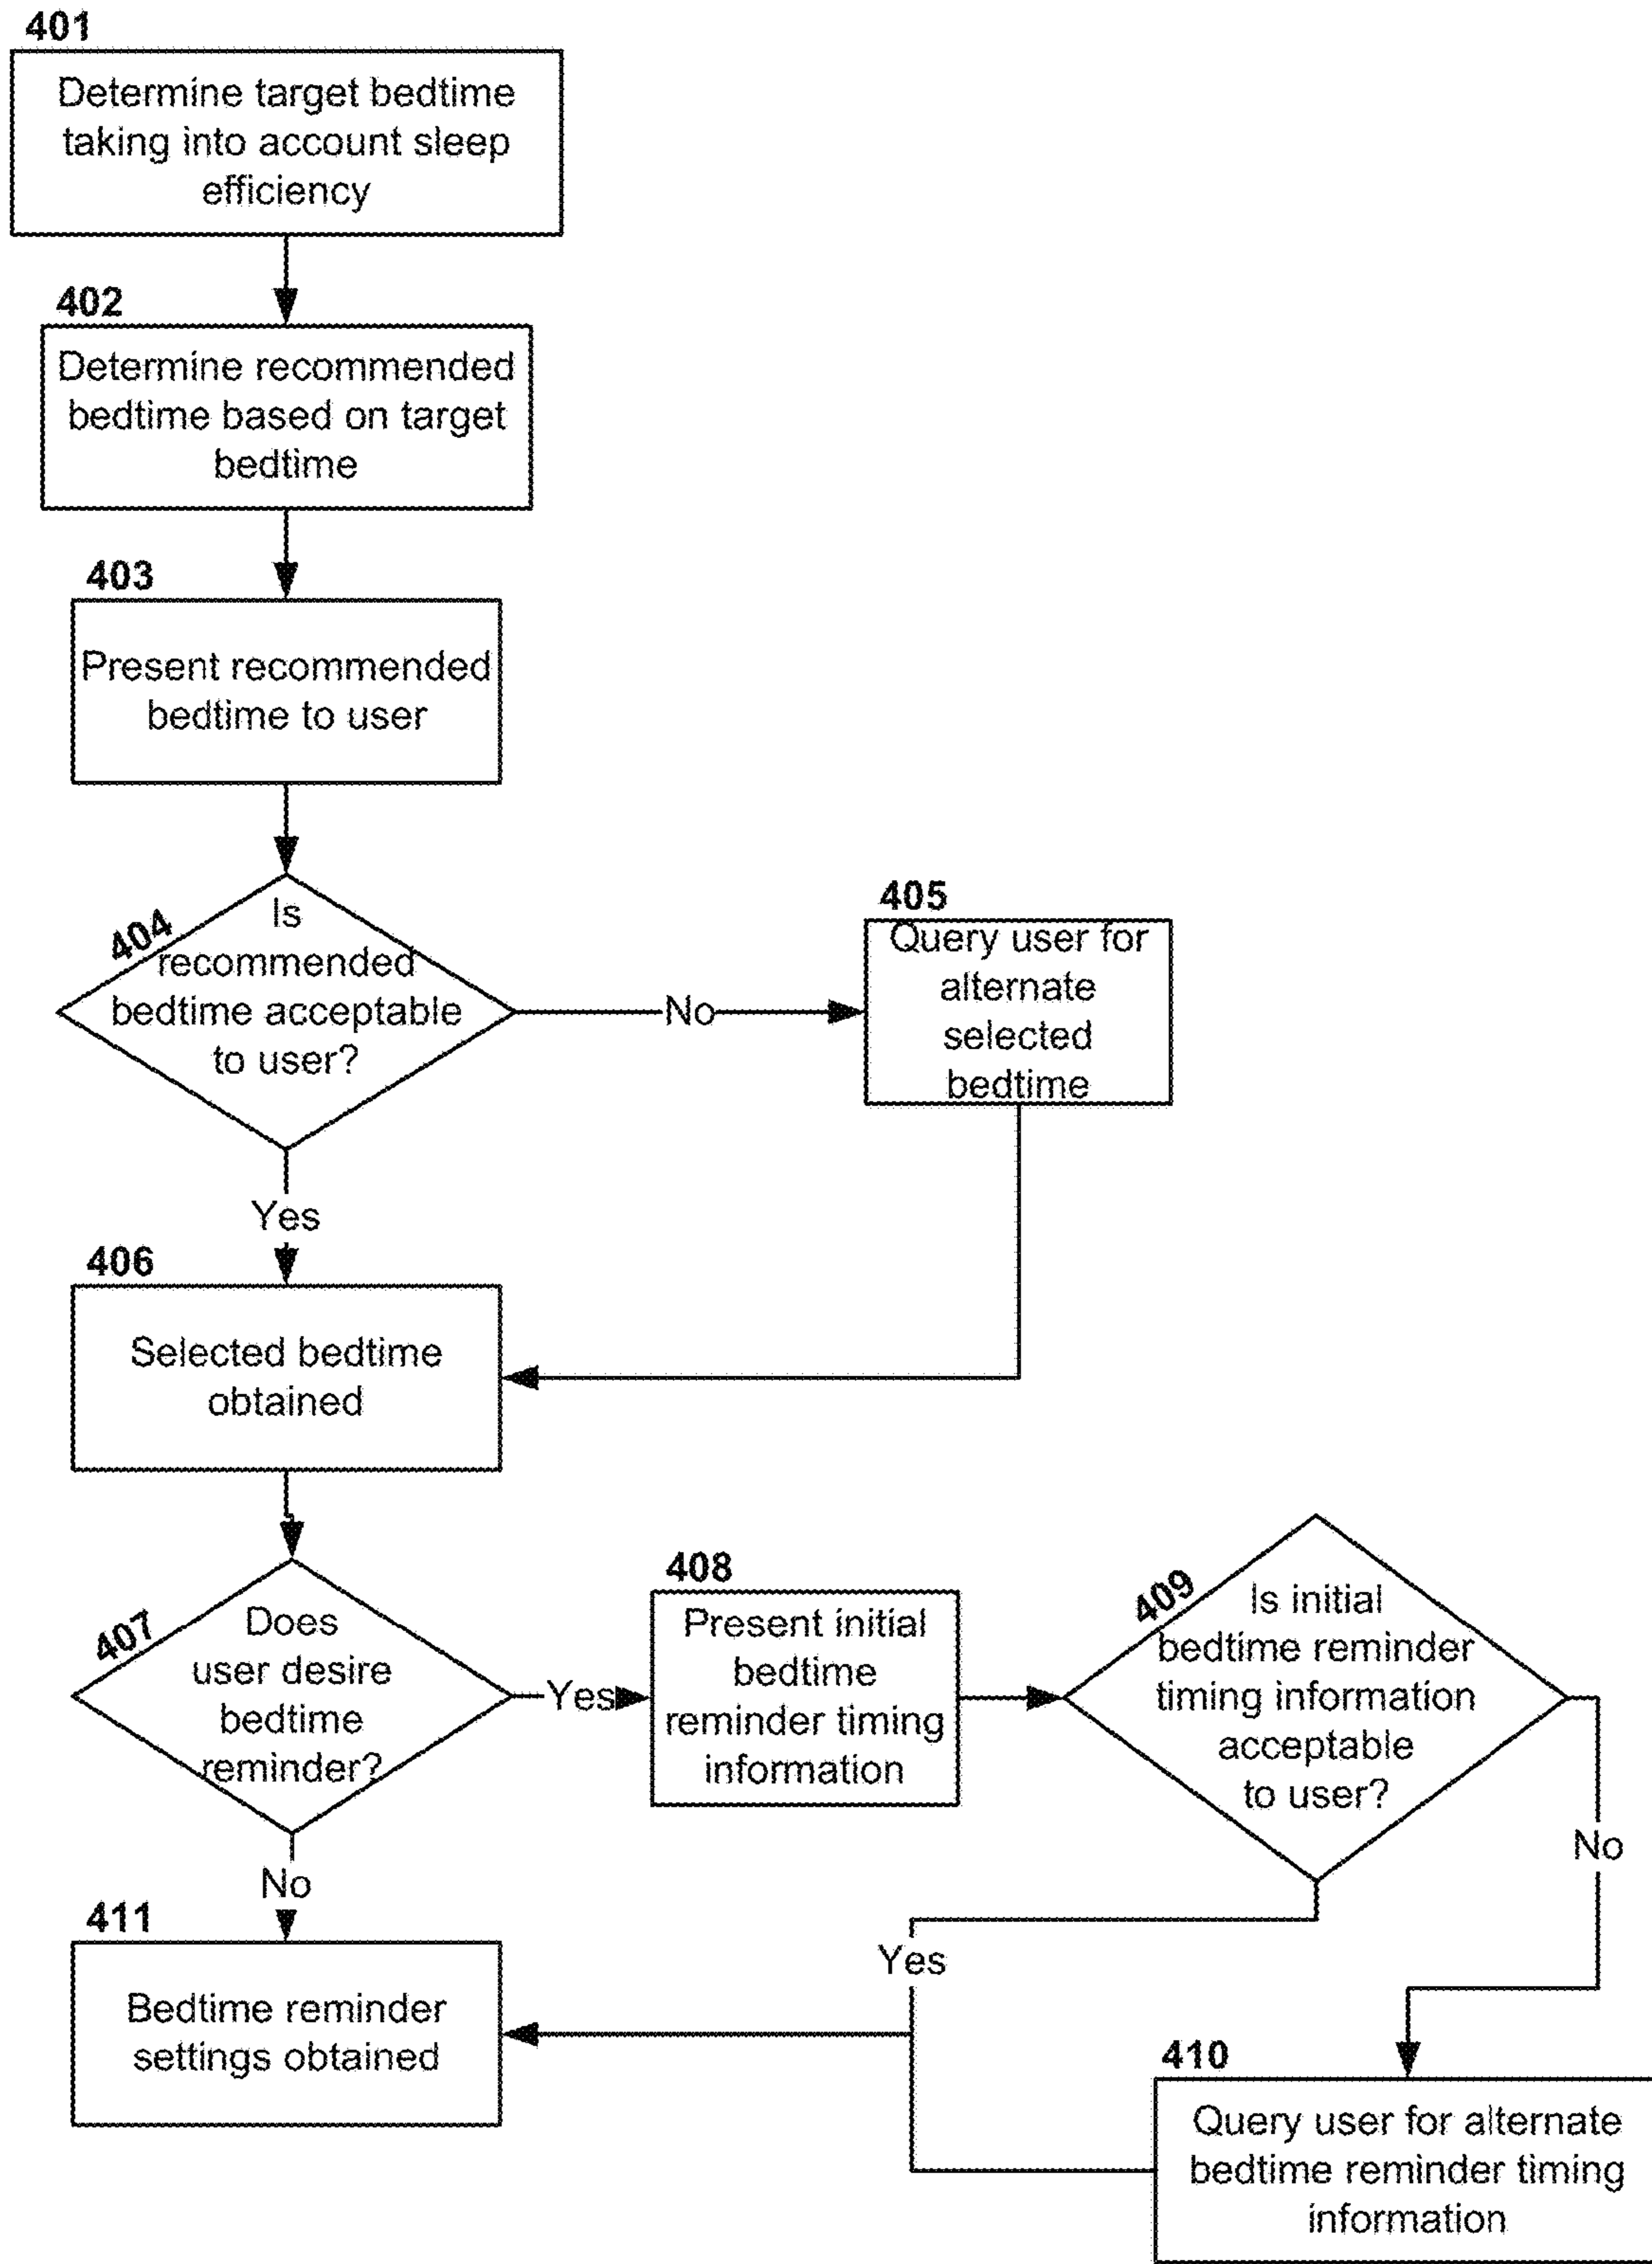 401
Determine target bedtime
taking into account sleep
efficiency
402
Determine recommended
bedtime based on target
bedtime
403
Present recommended
bedtime to user
404
Is
recommended
bedtime acceptable
to user?
No
405
Query user for
alternate
selected
bedtime
Yes
406
Selected bedtime
obtained
407
Does
user desire
bedtime
reminder?
Yes
408
Present initial
bedtime
reminder timing
information
409
Is initial
bedtime reminder
timing information
acceptable
to user?
No
No
Yes
411
Bedtime reminder
settings obtained
410
Query user for alternate
bedtime reminder timing
information